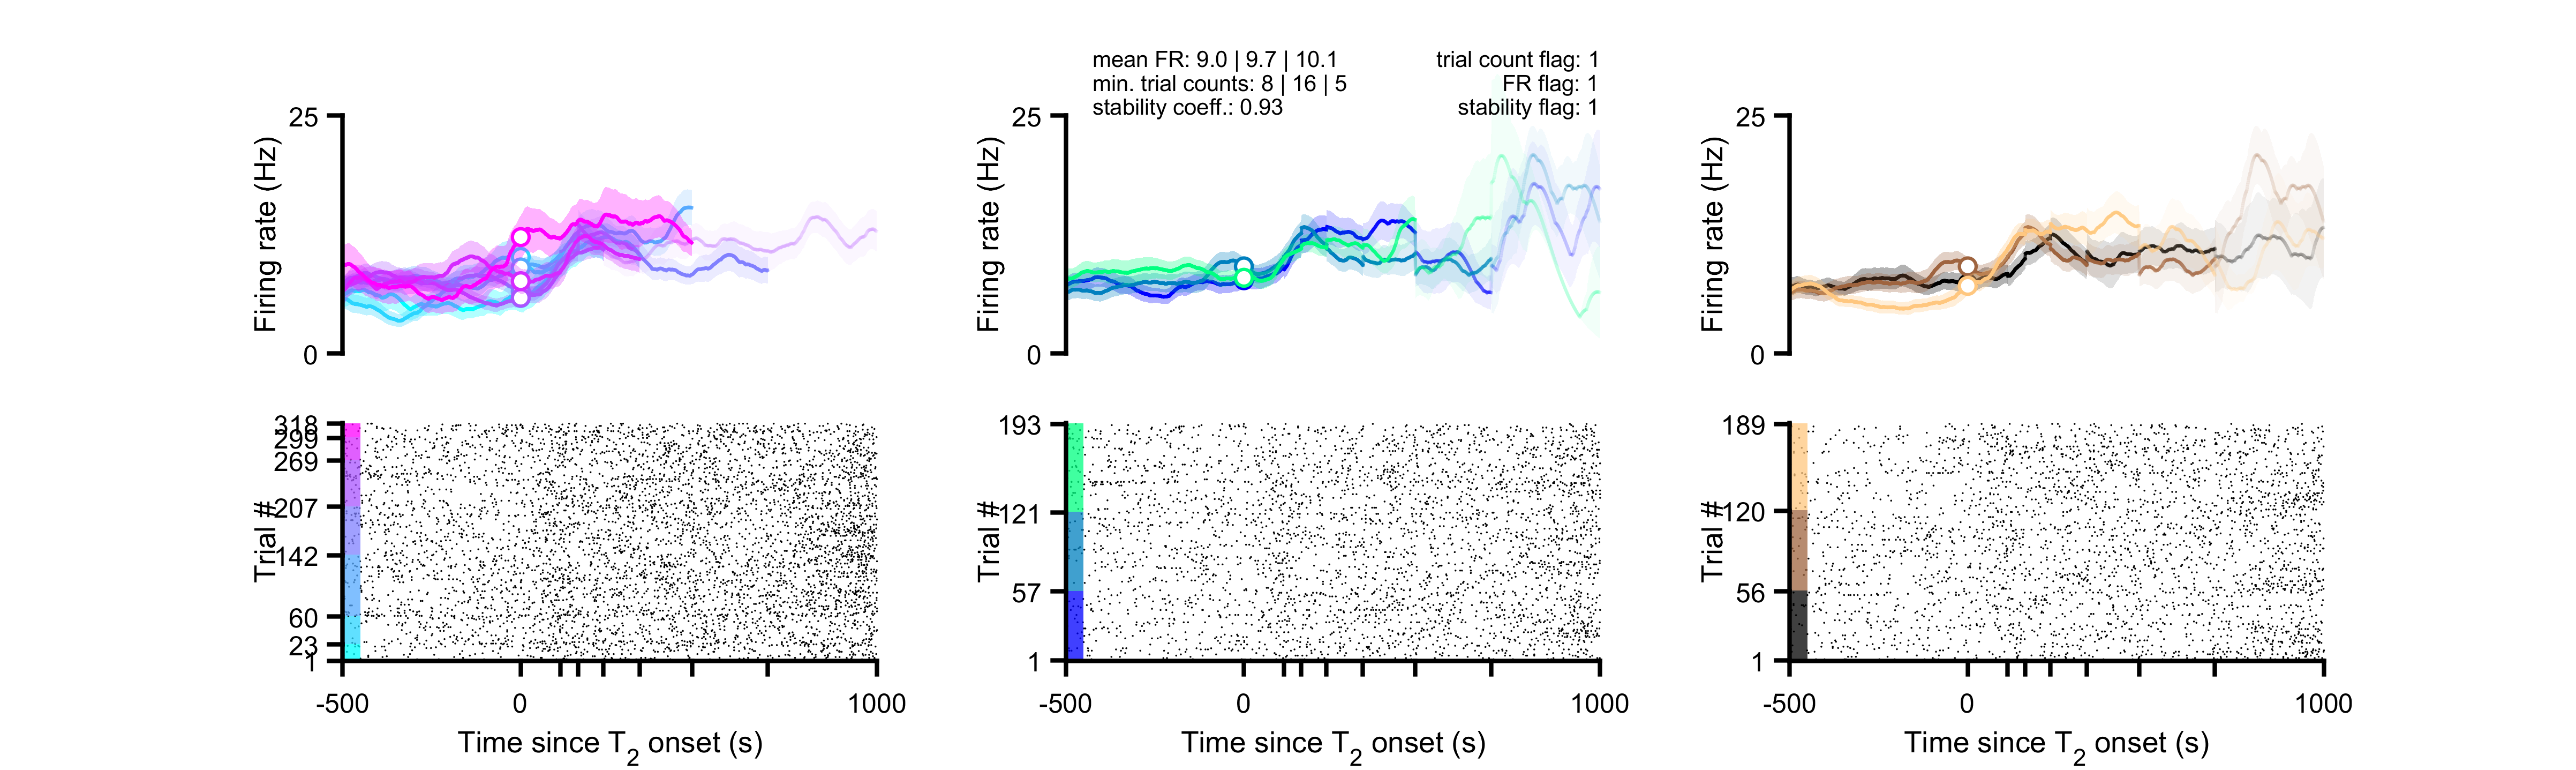 mean FR: 9.0 | 9.7 | 10.1
min. trial counts: 8 | 16 | 5
stability coeff.: 0.93
trial count flag: 1
FR flag: 1
stability flag: 1
25
0
Firing rate (Hz)
25
0
Firing rate (Hz)
25
0
Firing rate (Hz)
318
299
269
207
142
60
23
1
Trial #
-500
0
1000
Time since T2 onset (s)
193
121
57
1
Trial #
-500
0
1000
Time since T2 onset (s)
189
120
56
1
Trial #
-500
0
1000
Time since T2 onset (s)